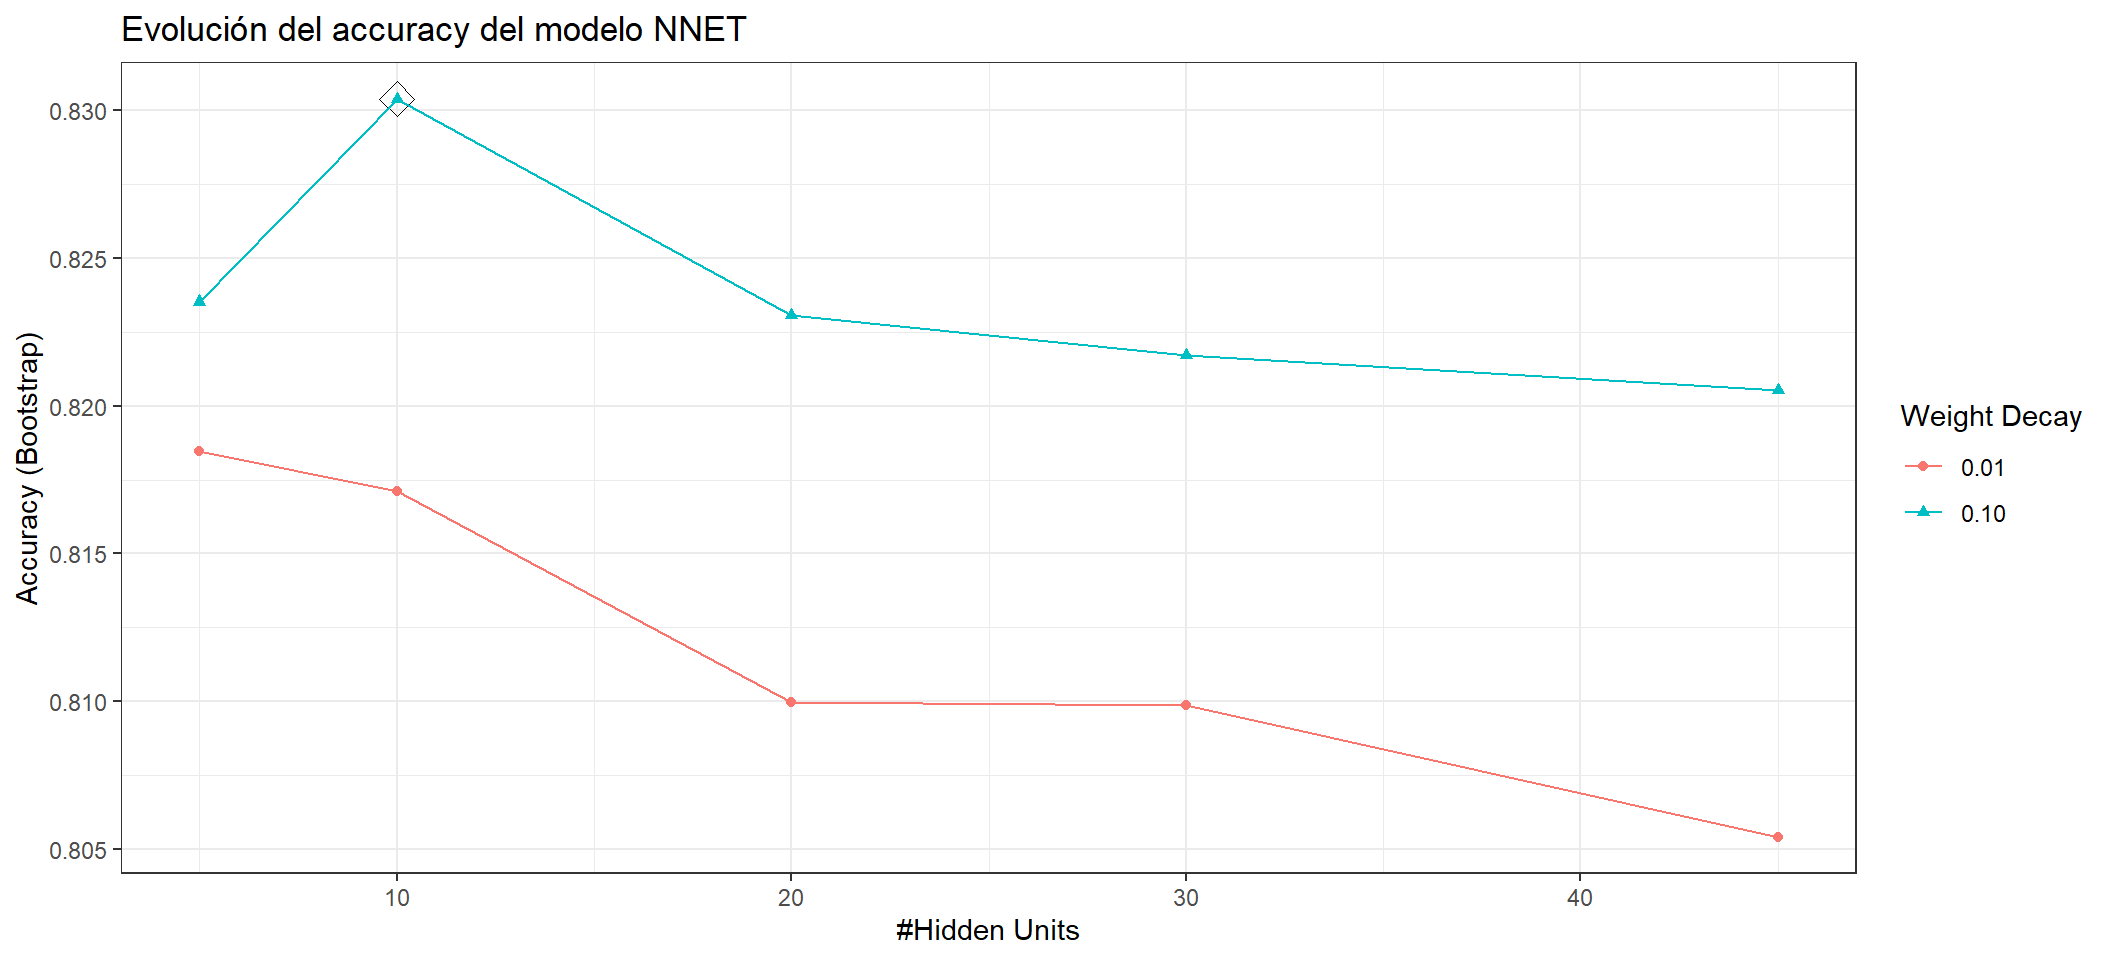 Evolución del accuracy del modelo NNET
0.830
0.825
0.820
0.815
0.810
0.805
Accuracy (Bootstrap)
10 20 30 40
#Hidden Units
Weight Decay
0.01
0.10